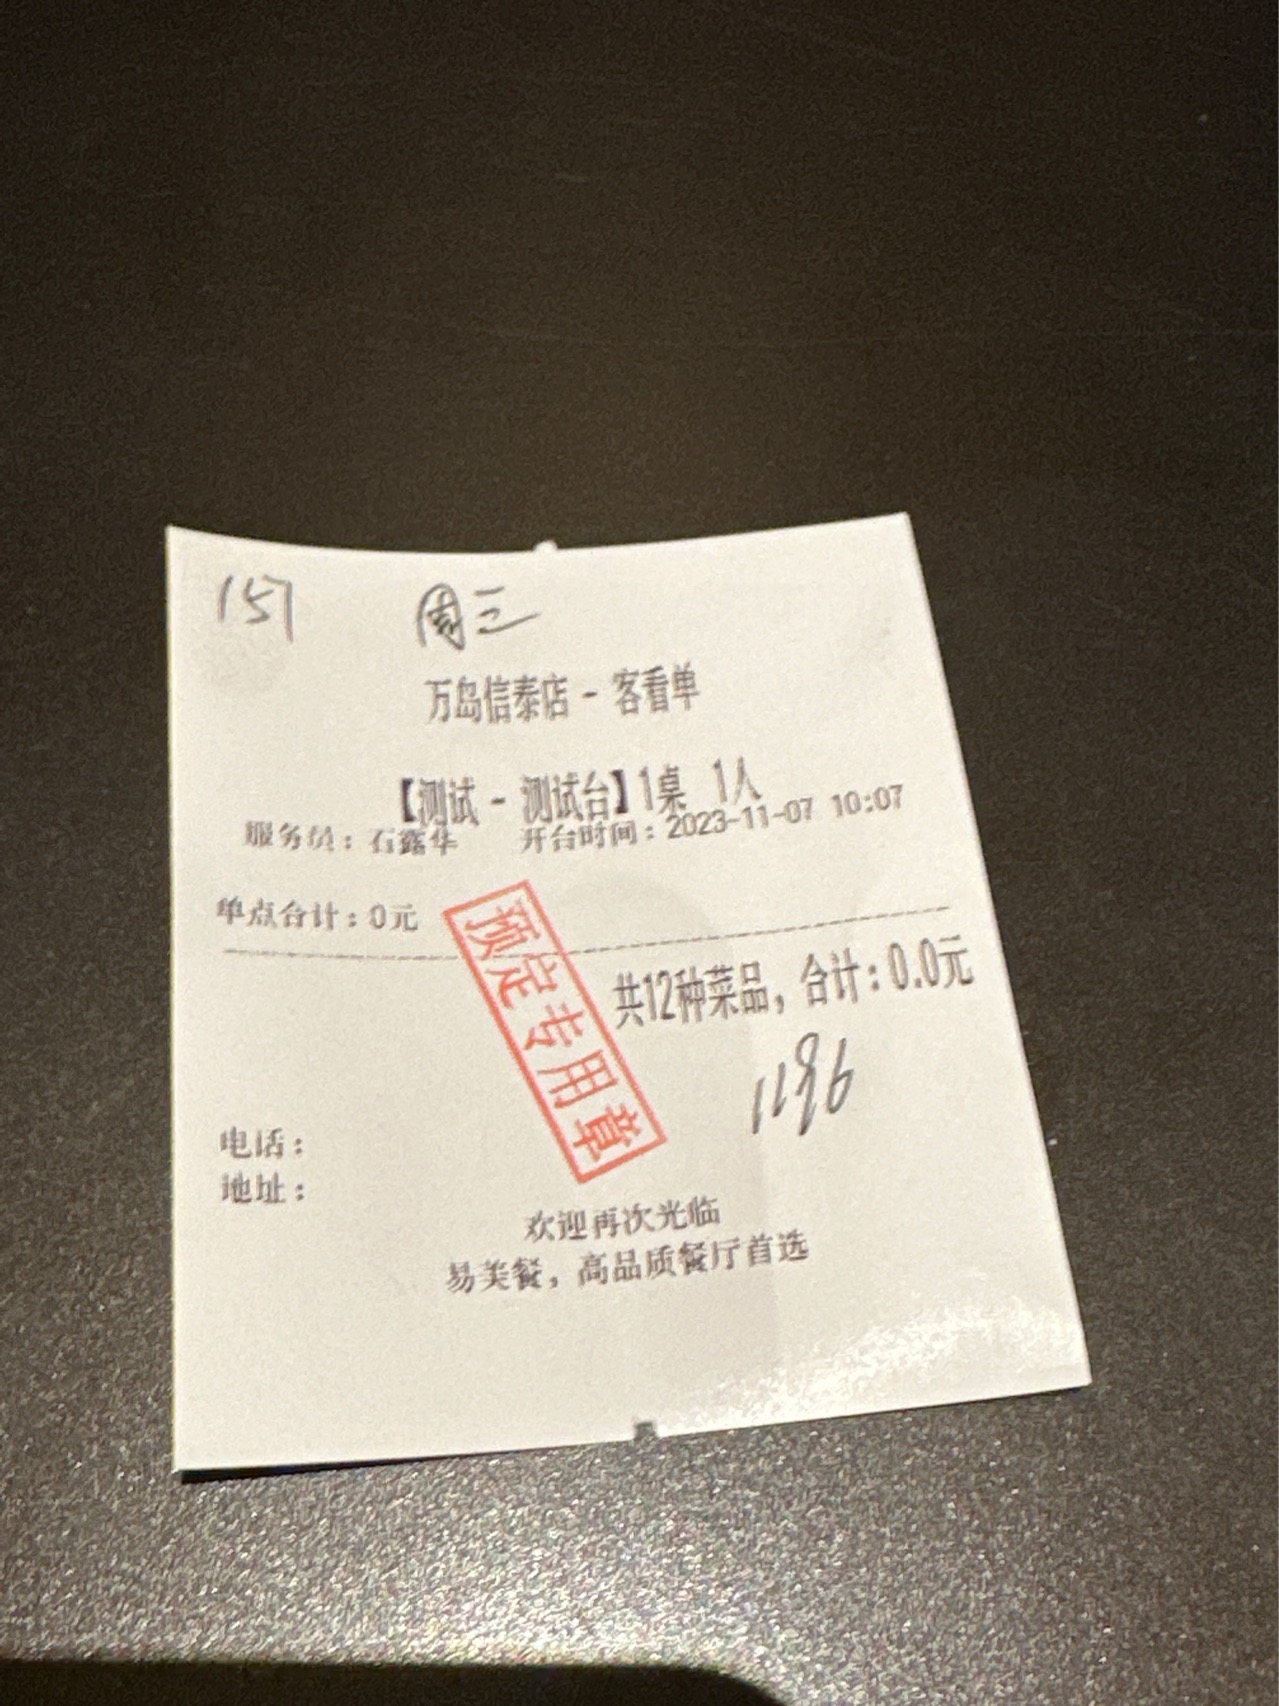 157 周三
万岛信泰店 - 客看单
【测试 - 测试台】1桌 1人
服务员：石露华 开台时间：2023-11-07 10:07
单点合计：0元
预定专用章
共12种菜品，合计：0.0元
1196
电话：
地址：
欢迎再次光临
易美餐，高品质餐厅首选